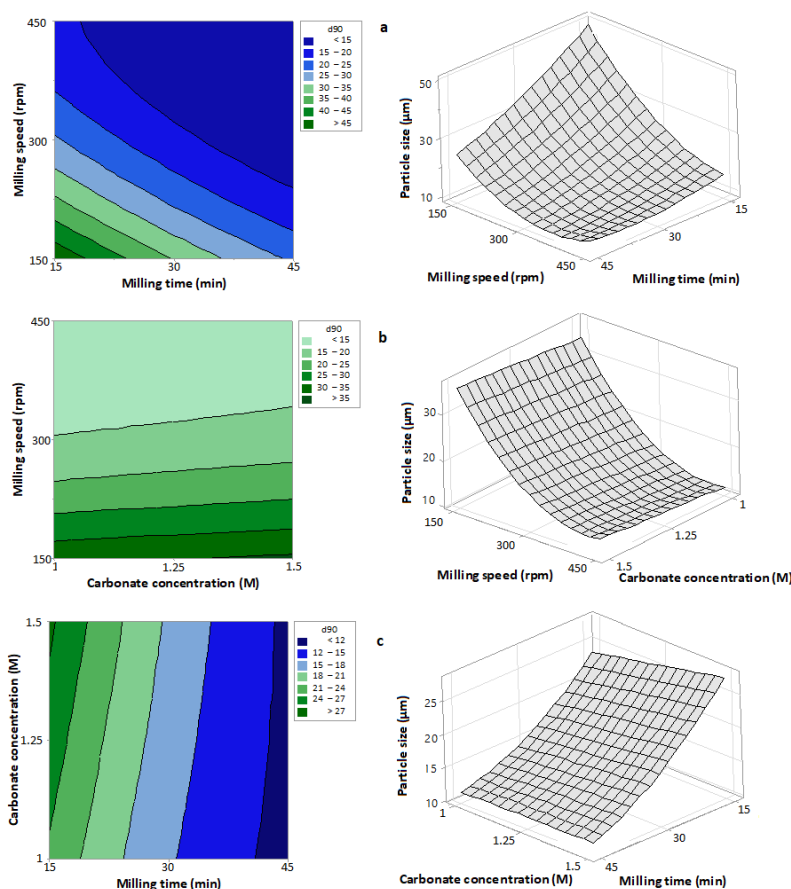 a
450
300
150
15
30
45
Milling speed (rpm)
Milling time (min)
d90
< 15
15 – 20
20 – 25
25 – 30
30 – 35
35 – 40
40 – 45
> 45
50
30
10
Particle size (µm)
150
300
450
45
30
15
Milling speed (rpm)
Milling time (min)
b
450
300
150
1
1.25
1.5
Milling speed (rpm)
Carbonate concentration (M)
d90
< 15
15 – 20
20 – 25
25 – 30
30 – 35
> 35
30
20
10
Particle size (µm)
150
300
450
1.5
1.25
1
Milling speed (rpm)
Carbonate concentration (M)
c
1.5
1.25
1
15
30
45
Carbonate concentration (M)
Milling time (min)
d90
< 12
12 – 15
15 – 18
18 – 21
21 – 24
24 – 27
> 27
25
20
15
10
Particle size (µm)
1
1.25
1.5
45
30
15
Carbonate concentration (M)
Milling time (min)